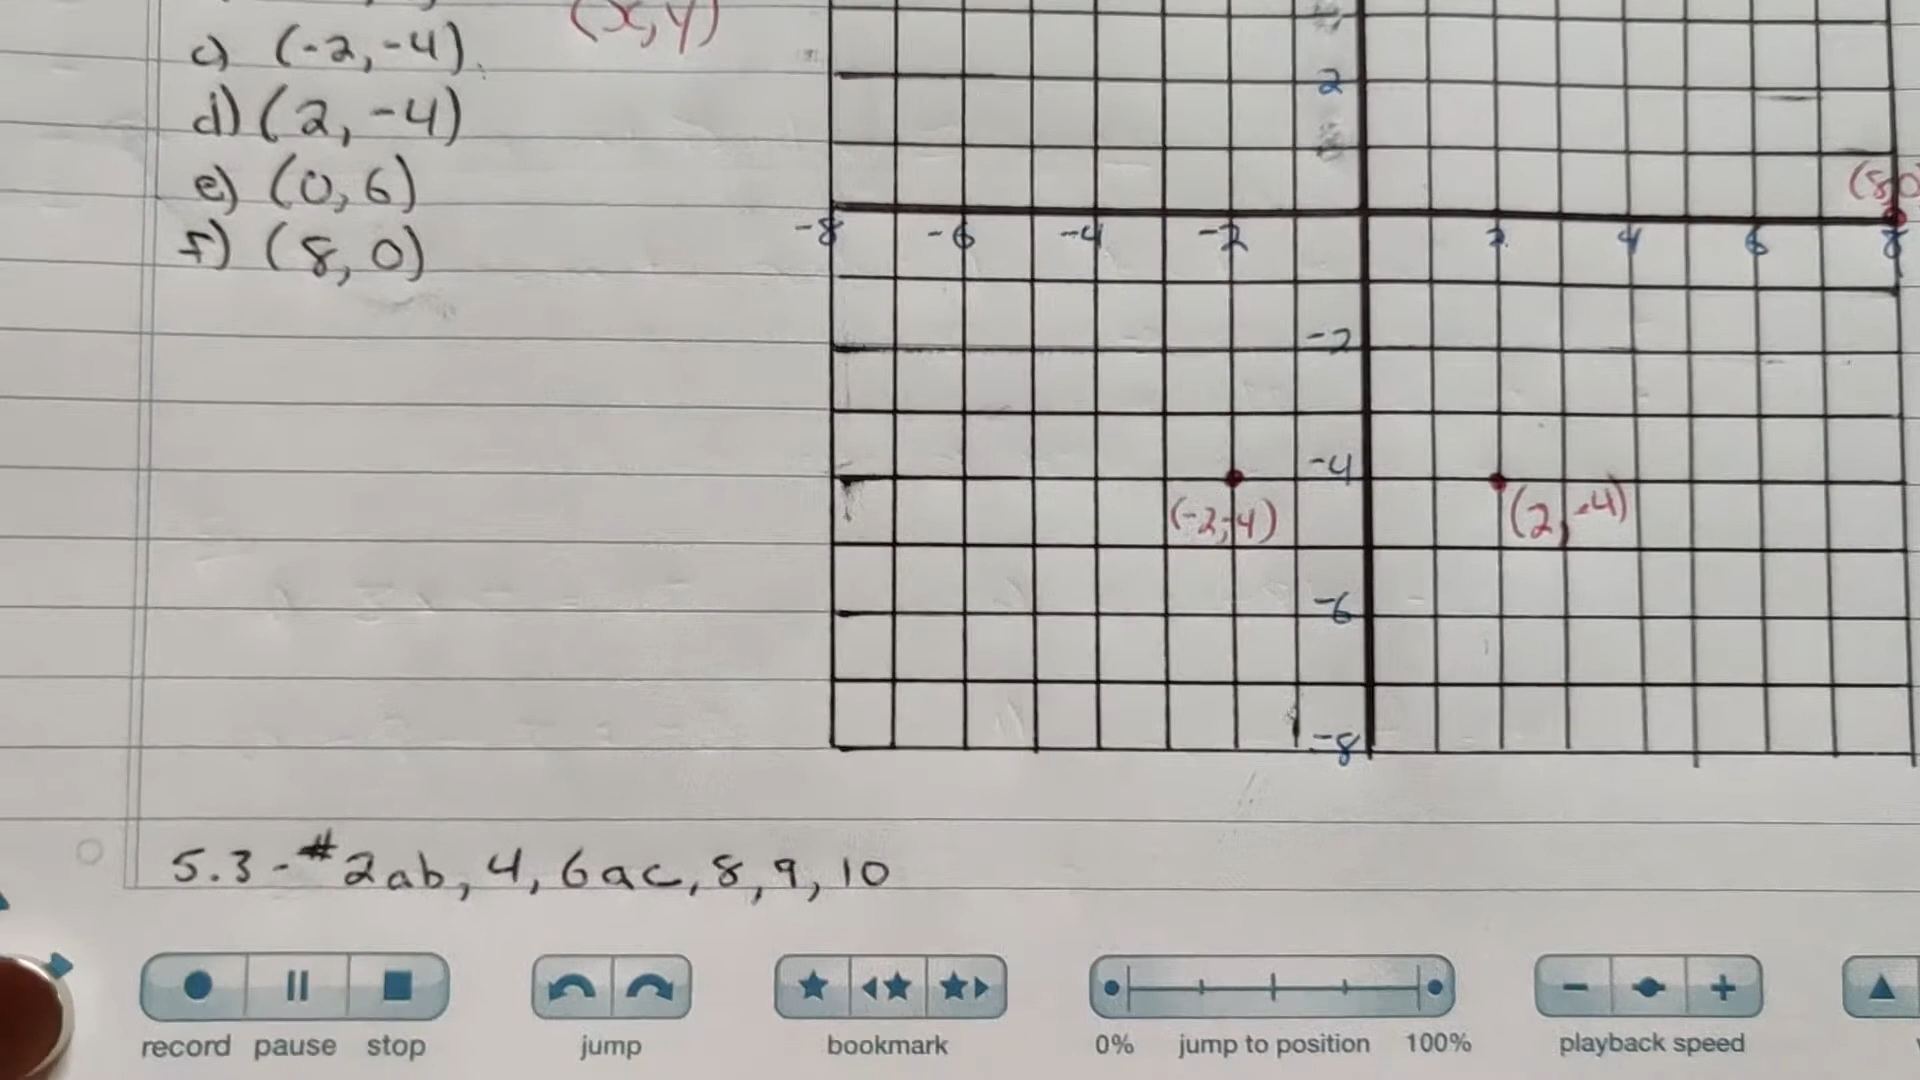 (x,y)
c) (-2,-4)
d) (2,-4)
e) (0,6)
f) (8,0)
2
(8,0
-8 -6 -4 -2 2 4 6 8
-2
-4
(-2,-4) (2,-4)
-6
-8
5.3-#2ab, 4, 6ac, 8, 9, 10
record pause stop jump bookmark 0% jump to position 100% playback speed